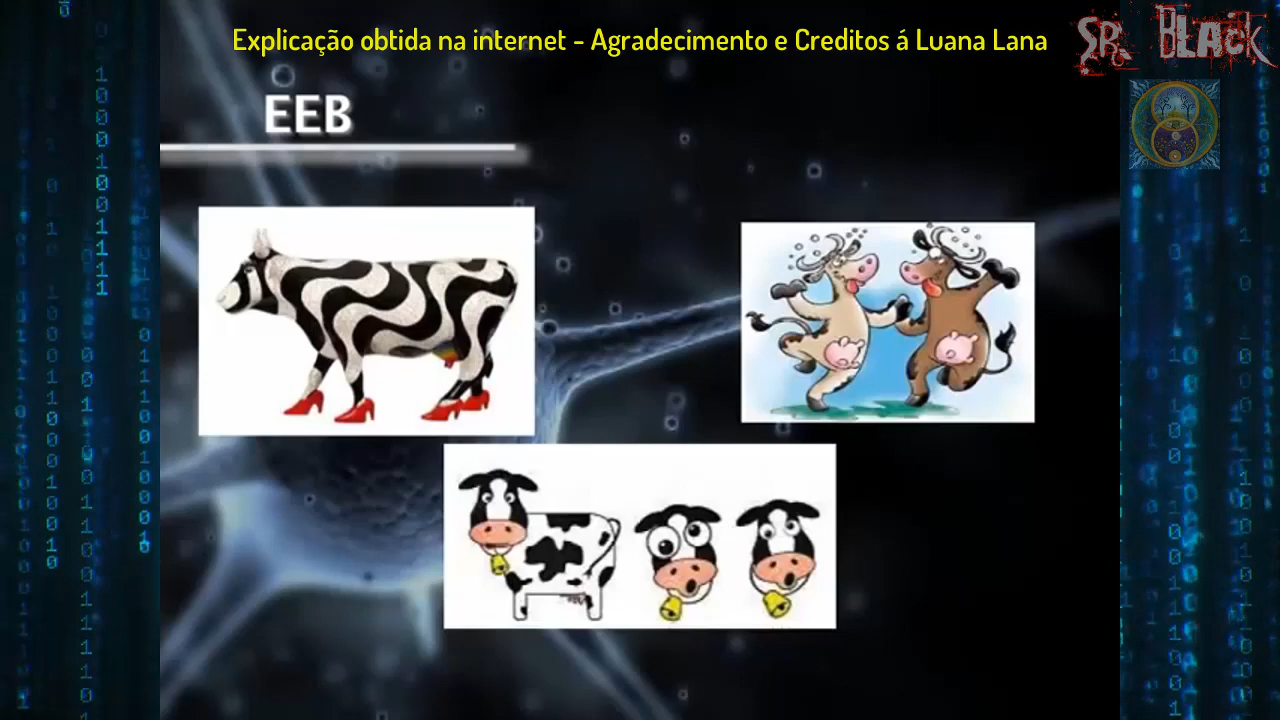 Explicação obtida na internet - Agradecimento e Creditos á Luana Lana
SR. BLACK
EEB